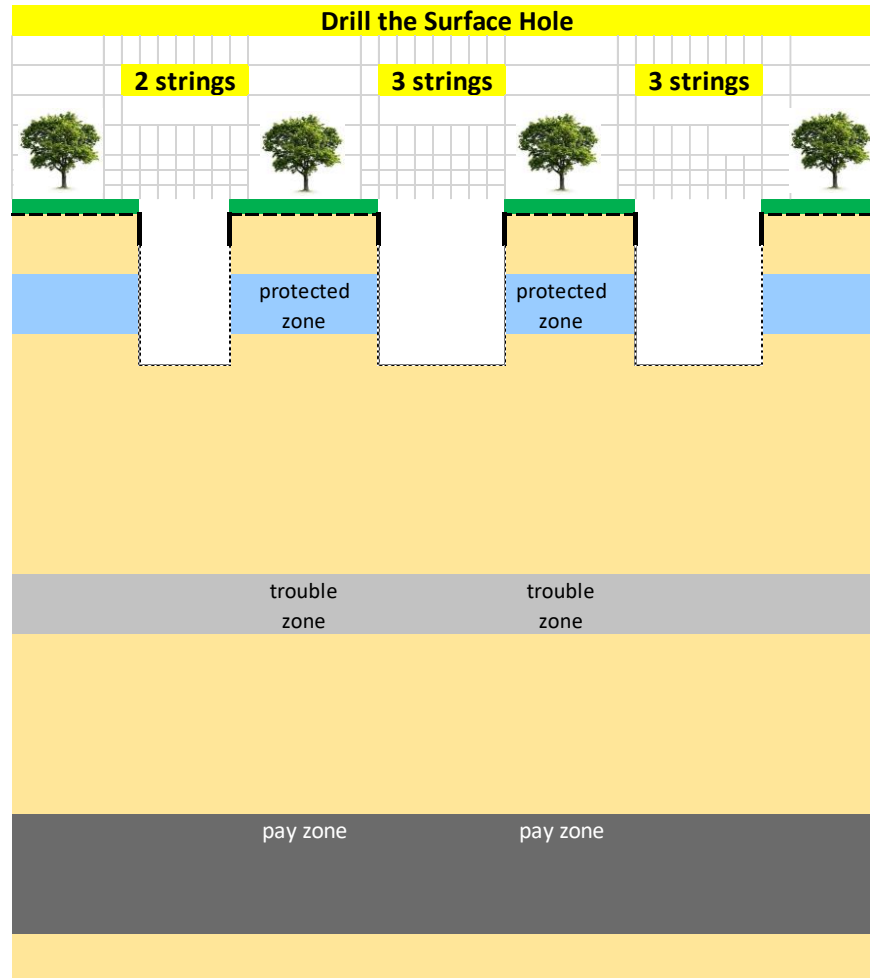 Drill the Surface Hole
2 strings
3 strings
3 strings
protected
zone
protected
zone
trouble
zone
trouble
zone
pay zone
pay zone